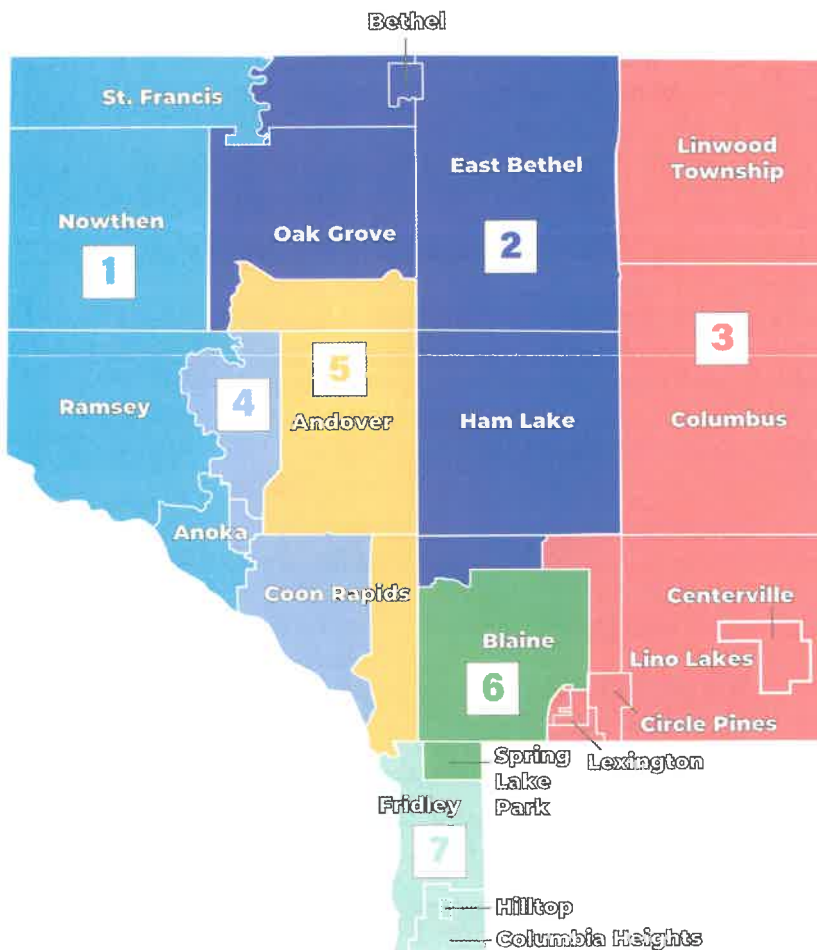 Bethel
St. Francis
East Bethel
Linwood
Township
Nowthen
Oak Grove
1
2
3
5
4
Ramsey
Andover
Ham Lake
Columbus
Anoka
Coon Rapids
Centerville
Blaine
Lino Lakes
6
Circle Pines
Spring
Lake
Park
Lexington
Fridley
7
Hilltop
Columbia Heights